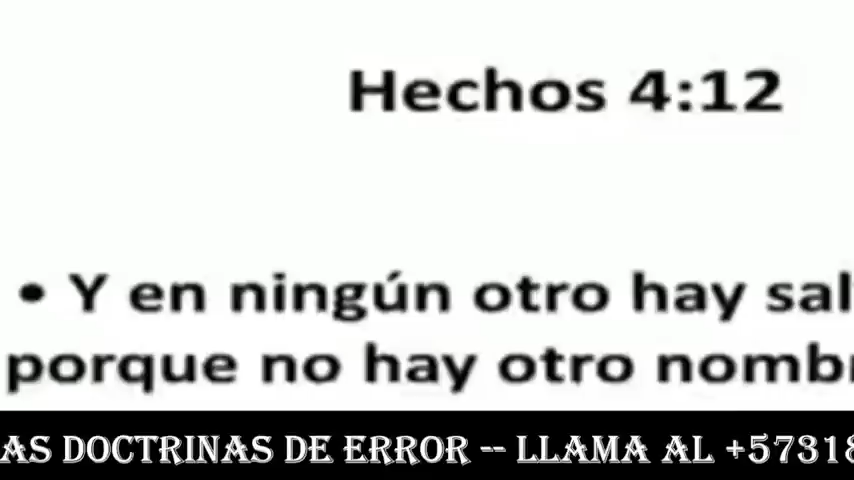 Hechos 4:12
• Y en ningún otro hay sal
porque no hay otro nomb
AS DOCTRINAS DE ERROR -- LLAMA AL +57318